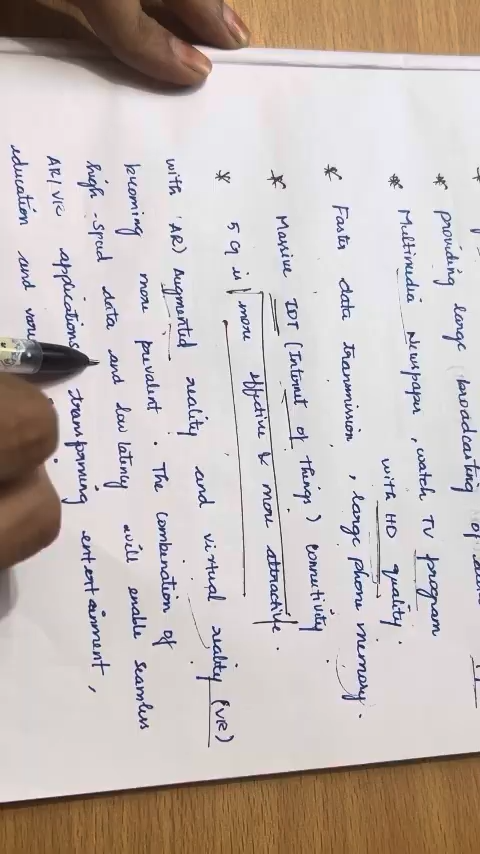 providing large broadcasting of
* Multimedia Newspaper, watch TV program
with HD quality.
* Faster data transmission, large phone memory.
* Massive IOT (Internet of things) connectivity
* 5G is more effective & more attractive.
with (AR) Augmented reality and virtual reality (VR)
becoming more prevalent. The combination of
high-speed data and low latency will enable seamless
AR/VR applications transforming entertainment,
education and